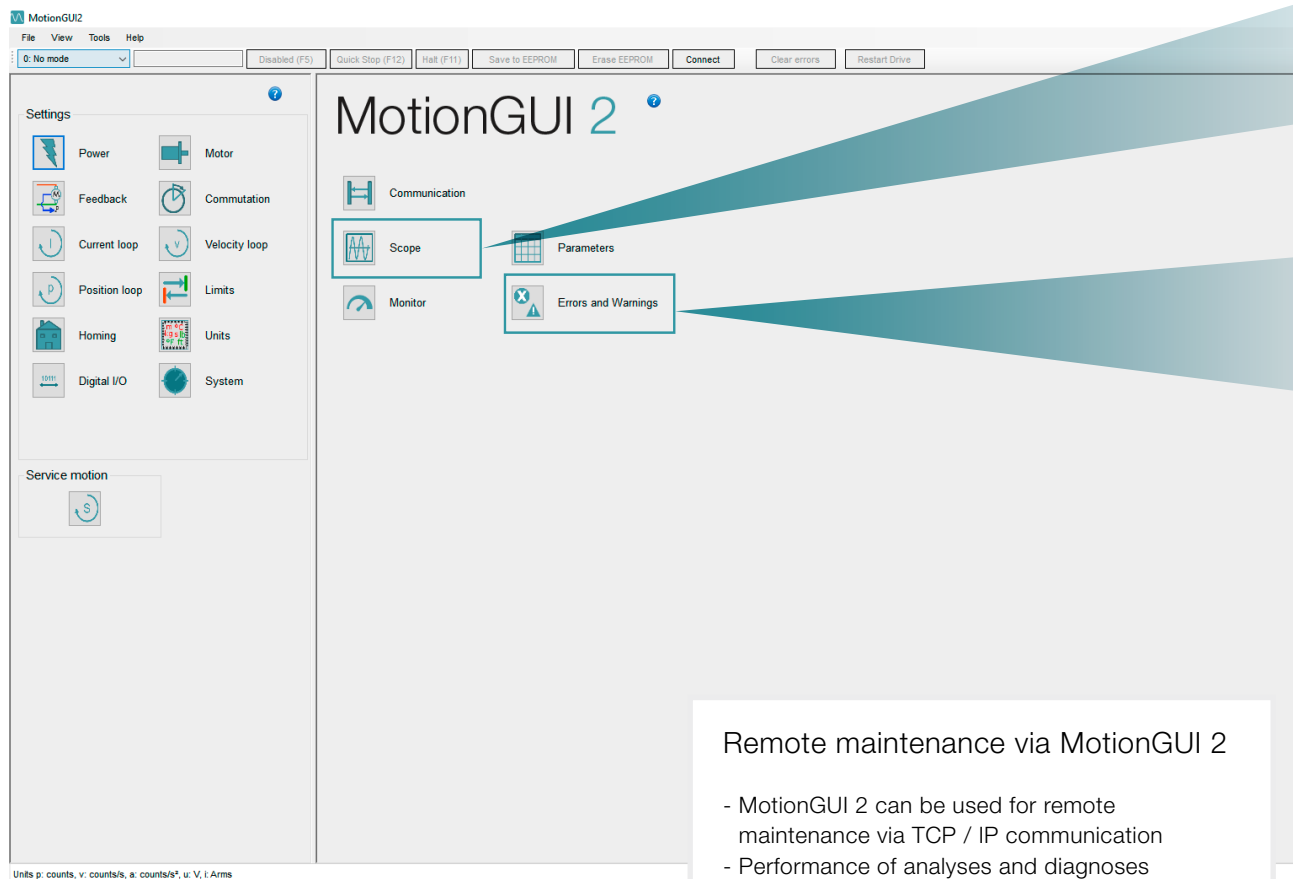 MotionGUI2
File View Tools Help
0: No mode Disabled (F5) Quick Stop (F12) Halt (F11) Save to EEPROM Erase EEPROM Connect Clear errors Restart Drive
Settings
Power Motor
Feedback Commutation
Current loop Velocity loop
Position loop Limits
Homing Units
Digital I/O System
Service motion
S
MotionGUI 2
Communication
Scope Parameters
Monitor Errors and Warnings
Remote maintenance via MotionGUI 2
- MotionGUI 2 can be used for remote
maintenance via TCP / IP communication
- Performance of analyses and diagnoses
Units p: counts, v: counts/s, a: counts/s², u: V, i: Arms